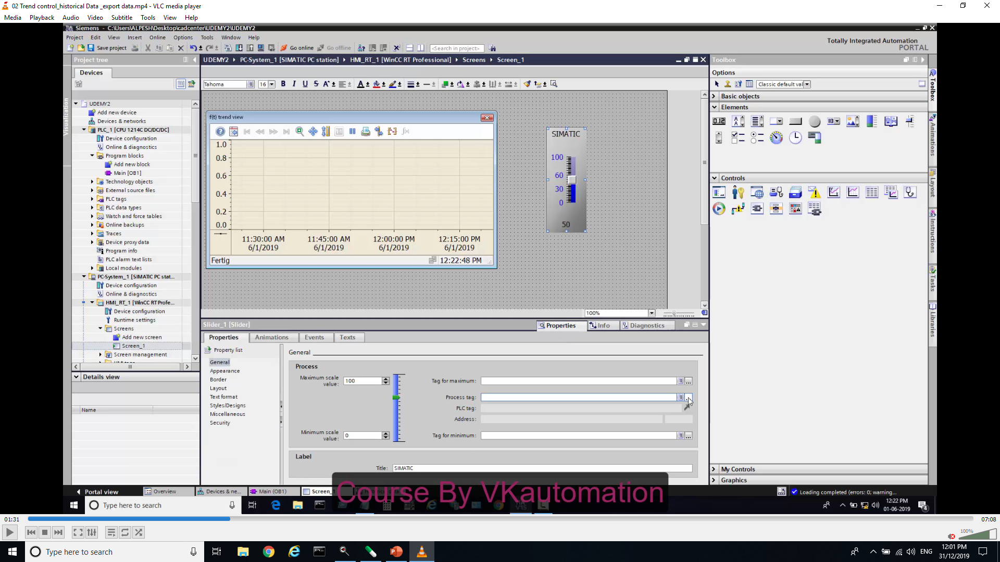 02 Trend control_historical Data _export data.mp4 - VLC media player
Media Playback Audio Video Subtitle Tools View Help
Siemens - C:\Users\ALPESH\Desktop\cadcenter\UDEMY2\UDEMY2
Project Edit View Insert Online Options Tools Window Help
Totally Integrated Automation
PORTAL
Save project
Go online
Go offline
<Search in project>
Project tree
UDEMY2 PC-System_1 [SIMATIC PC station] HMI_RT_1 [WinCC RT Professional] Screens Screen_1
Toolbox
Devices
Options
Tahoma 16 B I U S A
Classic default val
Visualization
UDEMY2
Add new device
Devices & networks
PLC_1 [CPU 1214C DC/DC/DC]
Device configuration
Online & diagnostics
Program blocks
Add new block
Main [OB1]
Technology objects
External source files
PLC tags
PLC data types
Watch and force tables
Online backups
Traces
Device proxy data
Program info
PLC alarm text lists
Local modules
PC-System_1 [SIMATIC PC stat...
Device configuration
Online & diagnostics
HMI_RT_1 [WinCC RT Profe...
Device configuration
Runtime settings
Screens
Add new screen
Screen_1
Screen management
Details view
Name
f(t) trend view
1.0
0.8
0.6
0.4
0.2
0.0
11:30:00 AM 11:45:00 AM 12:00:00 PM 12:15:00 PM
6/1/2019 6/1/2019 6/1/2019 6/1/2019
Fertig
12:22:48 PM
SIMATIC
100
60
30
0
50
100%
Basic objects
Elements
Controls
My Controls
Graphics
Toolbox
Animations
Layout
Instructions
Tasks
Libraries
Slider_1 [Slider]
Properties Info Diagnostics
Properties Animations Events Texts
Property list
General
Appearance
Border
Layout
Text format
Styles/Designs
Miscellaneous
Security
General
Process
Maximum scale value: 100
Tag for maximum:
Process tag:
PLC tag:
Address:
Minimum scale value: 0
Tag for minimum:
Label
Title: SIMATIC
Portal view Overview Devices & ne... Main (OB1) Screen_1
Loading completed (errors: 0; warning...
Course By VKautomation
Type here to search
12:22 PM
01-06-2019
4
01:31
07:08
100%
Type here to search
ENG
12:01 PM
31/12/2019